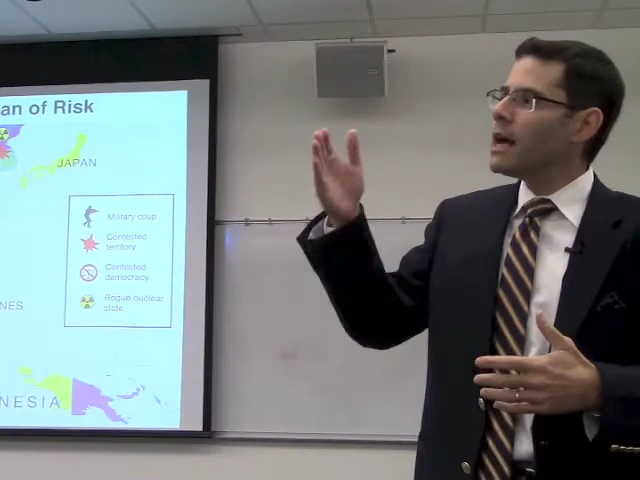 an of Risk
JAPAN
Military coup
Contested
territory
Contested
democracy
Rogue nuclear
state
NES
NESIA